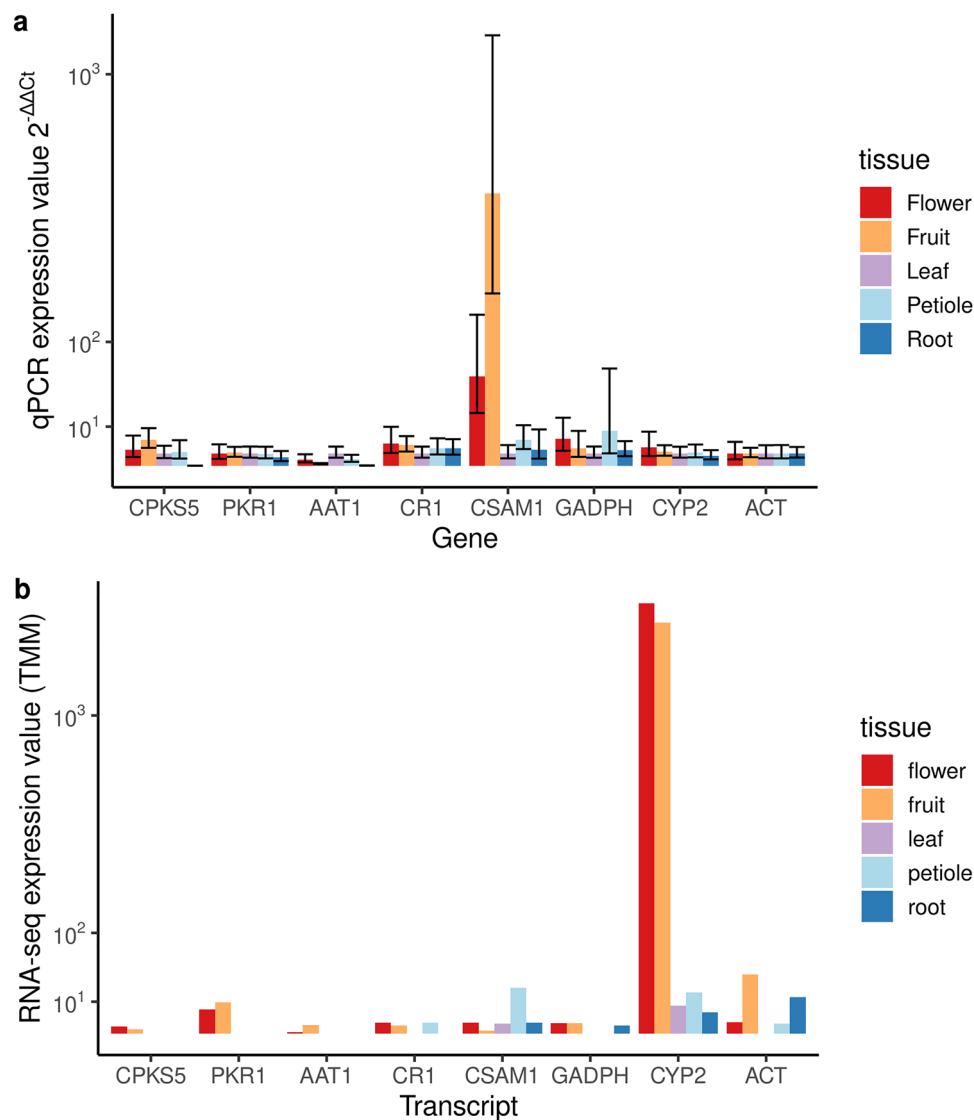 a
qPCR expression value 2^-ΔΔCt
10³
10²
10¹
CPKS5 PKR1 AAT1 CR1 CSAM1 GADPH CYP2 ACT
Gene
tissue
Flower
Fruit
Leaf
Petiole
Root
b
RNA-seq expression value (TMM)
10³
10²
10¹
CPKS5 PKR1 AAT1 CR1 CSAM1 GADPH CYP2 ACT
Transcript
tissue
flower
fruit
leaf
petiole
root